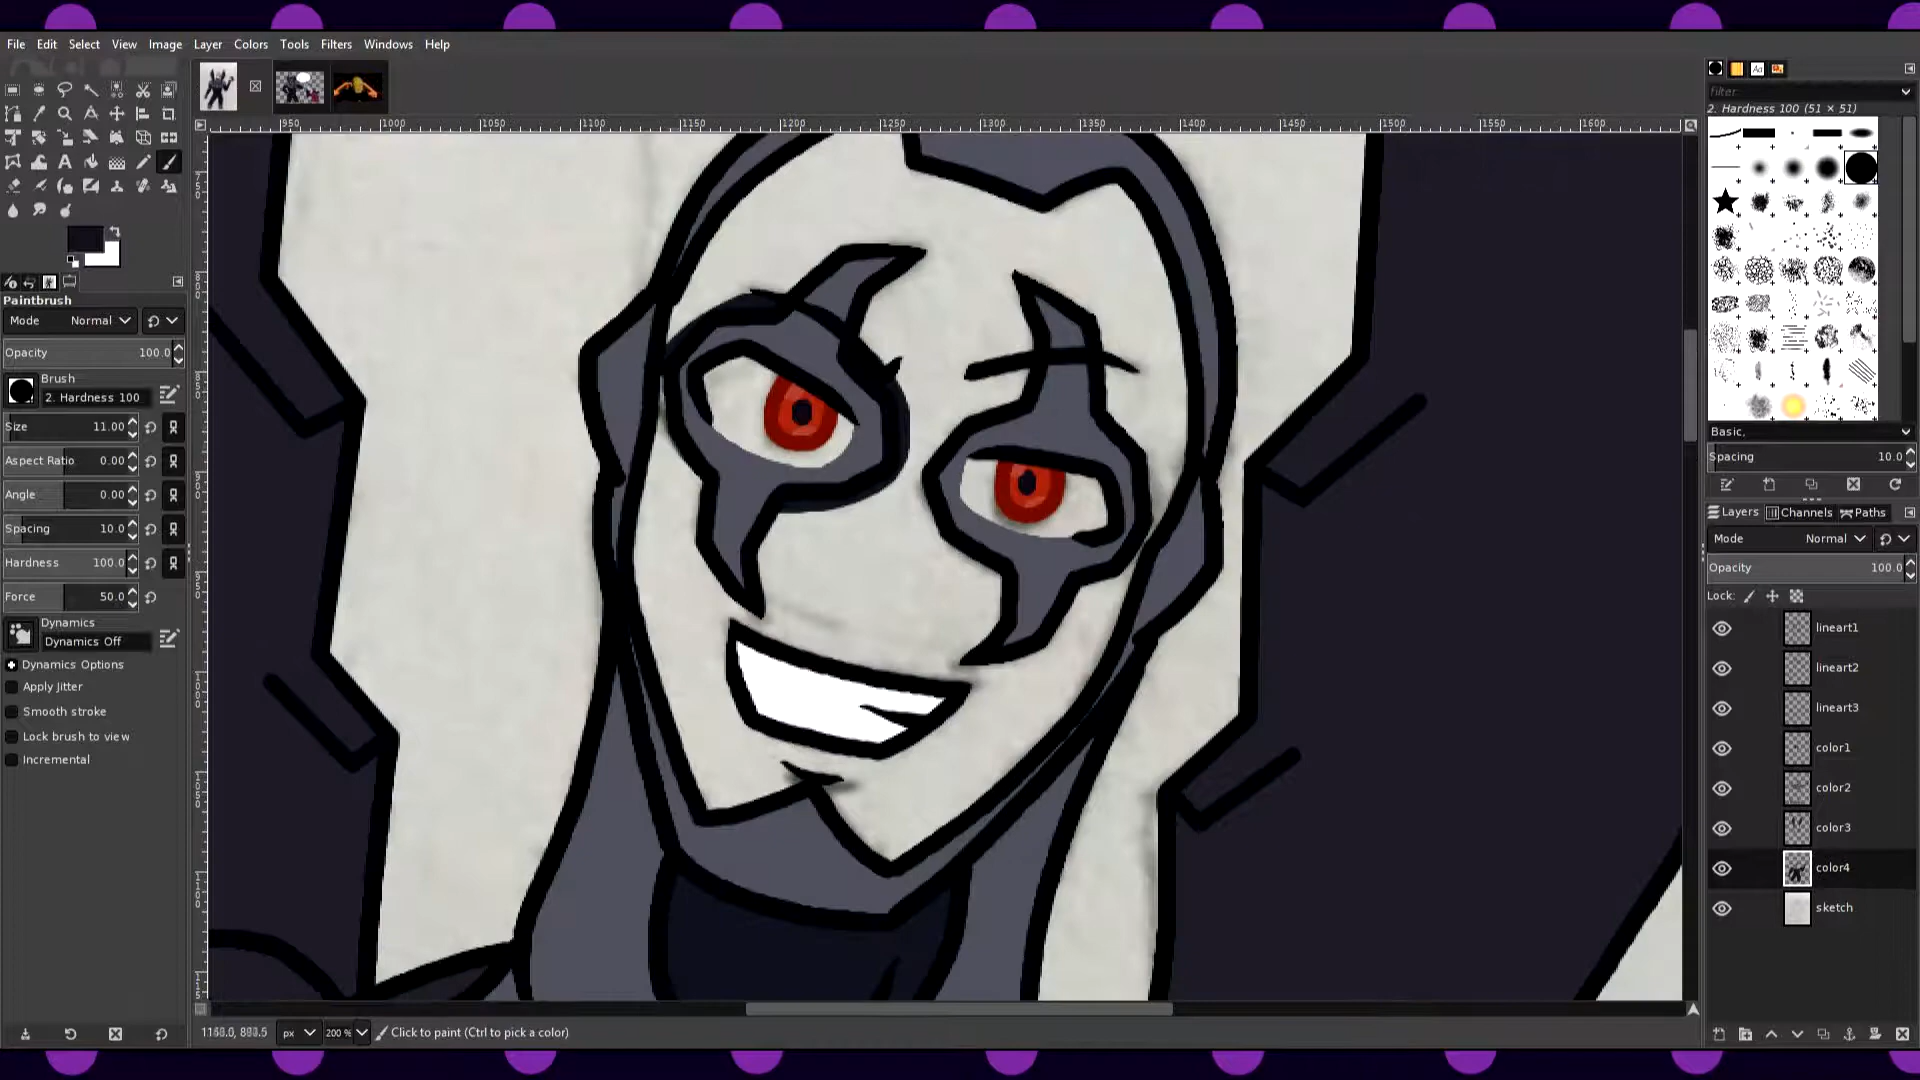 File Edit Select View Image Layer Colors Tools Filters Windows Help
filter
2. Hardness 100 (51 × 51)
950 1000 1050 1100 1150 1200 1250 1300 1350 1400 1450 1500 1550 1600
Paintbrush
Mode Normal
Opacity 100.0
Brush
2. Hardness 100
Size 11.00
Aspect Ratio 0.00
Angle 0.00
Spacing 10.0
Hardness 100.0
Force 50.0
Dynamics
Dynamics Off
Dynamics Options
Apply Jitter
Smooth stroke
Lock brush to view
Incremental
Basic,
Spacing 10.0
Layers Channels Paths
Mode Normal
Opacity 100.0
Lock:
lineart1
lineart2
lineart3
color1
color2
color3
color4
sketch
px 200 % Click to paint (Ctrl to pick a color)